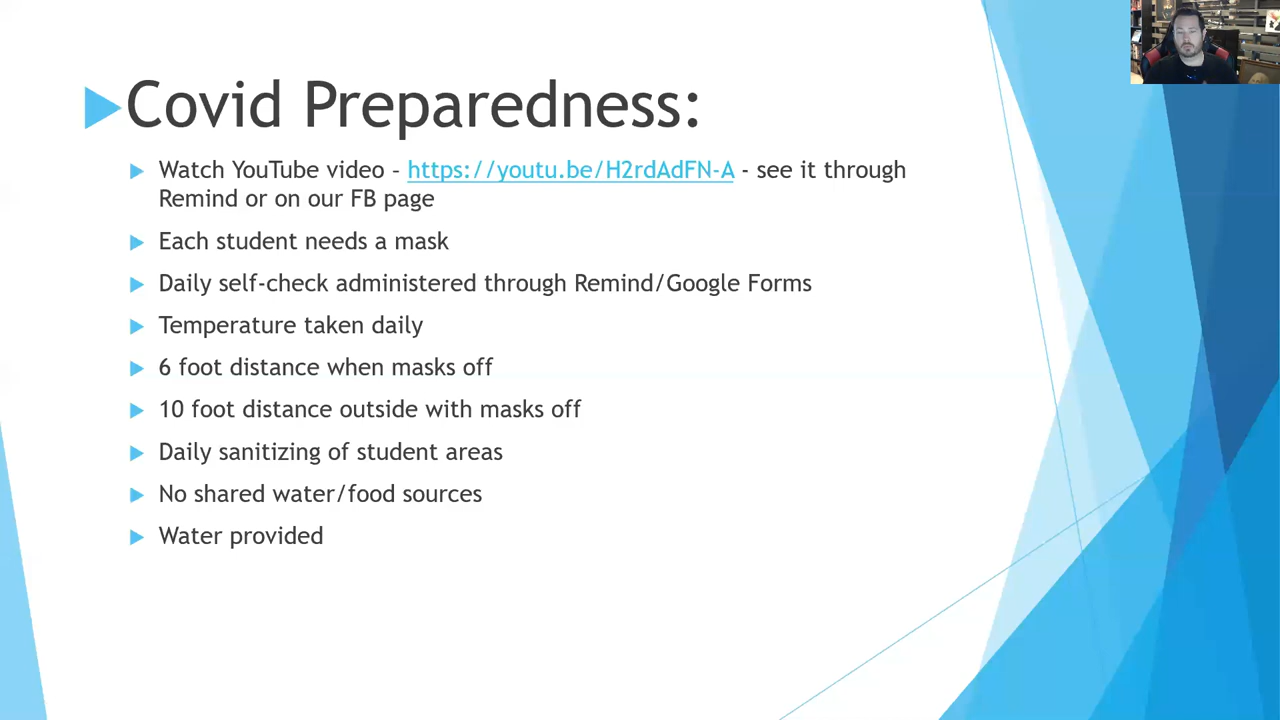 Covid Preparedness:
Watch YouTube video – https://youtu.be/H2rdAdFN-A - see it through
Remind or on our FB page
Each student needs a mask
Daily self-check administered through Remind/Google Forms
Temperature taken daily
6 foot distance when masks off
10 foot distance outside with masks off
Daily sanitizing of student areas
No shared water/food sources
Water provided